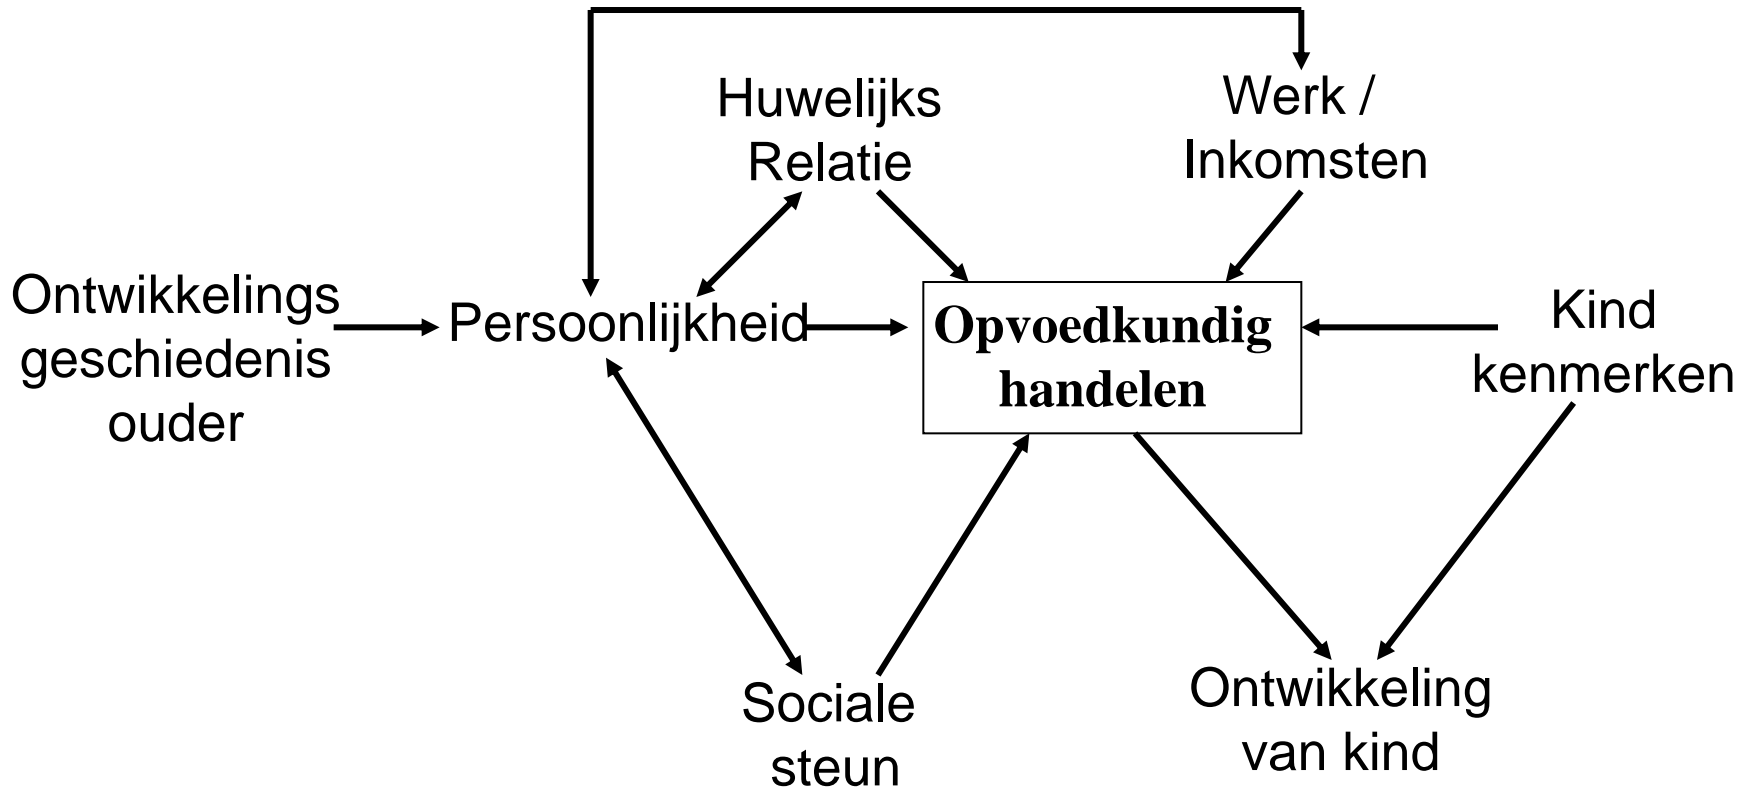 Huwelijks
Relatie
Werk /
Inkomsten
Ontwikkelings
geschiedenis
ouder
Persoonlijkheid
Opvoedkundig
handelen
Kind
kenmerken
Sociale
steun
Ontwikkeling
van kind